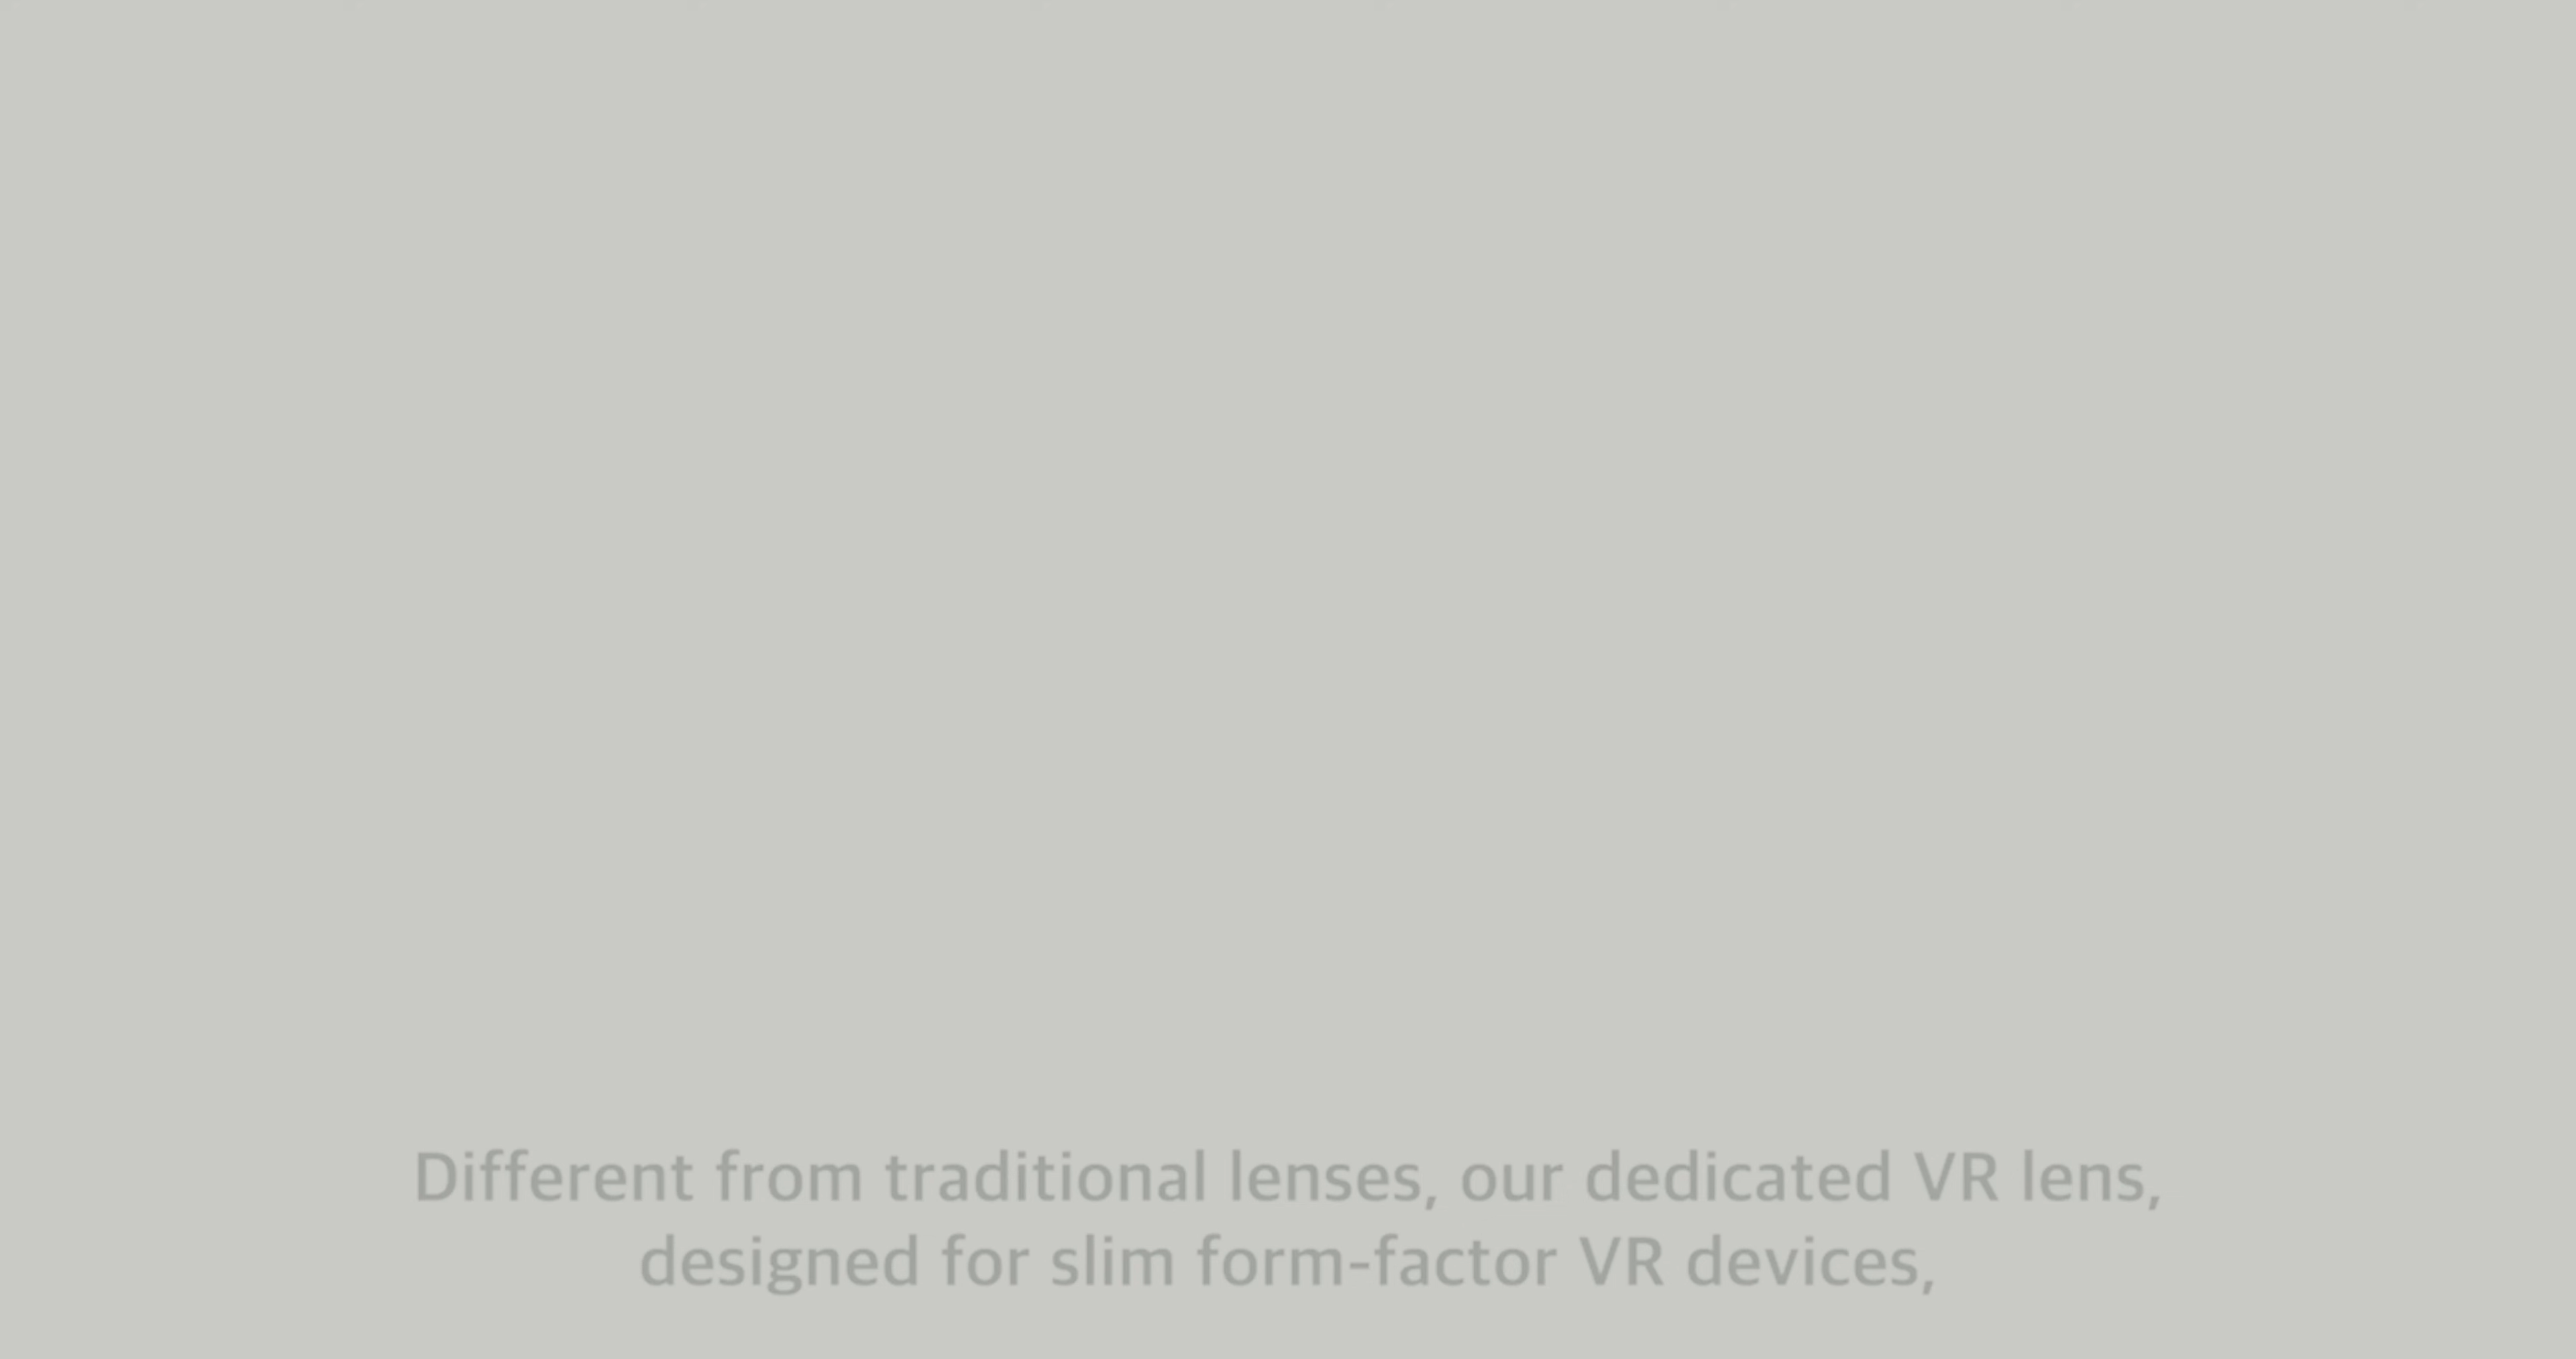 Different from traditional lenses, our dedicated VR lens,
designed for slim form-factor VR devices,